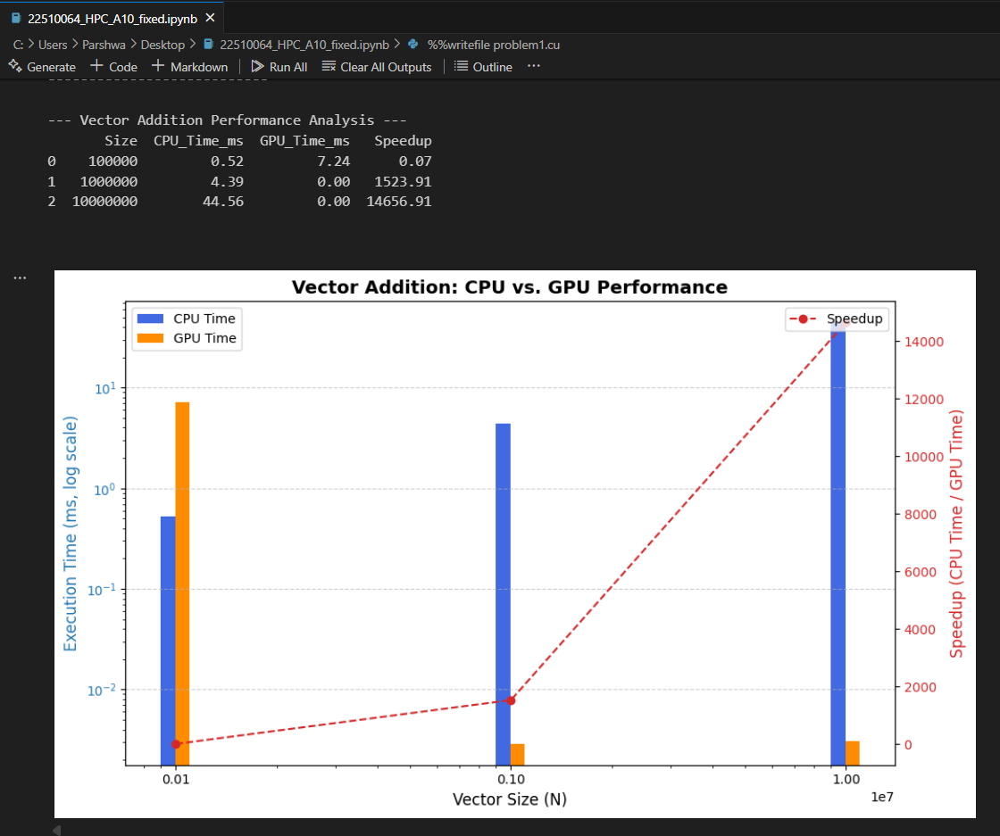 22510064_HPC_A10_fixed.ipynb
C: > Users > Parshwa > Desktop > 22510064_HPC_A10_fixed.ipynb > %%writefile problem1.cu
Generate + Code + Markdown | Run All Clear All Outputs | Outline ...
--- Vector Addition Performance Analysis ---
Size CPU_Time_ms GPU_Time_ms Speedup
0 100000 0.52 7.24 0.07
1 1000000 4.39 0.00 1523.91
2 10000000 44.56 0.00 14656.91
Vector Addition: CPU vs. GPU Performance
CPU Time
GPU Time
Speedup
Execution Time (ms, log scale)
10¹
10⁰
10⁻¹
10⁻²
14000
12000
10000
8000
6000
4000
2000
0
Speedup (CPU Time / GPU Time)
0.01 0.10 1.00
1e7
Vector Size (N)